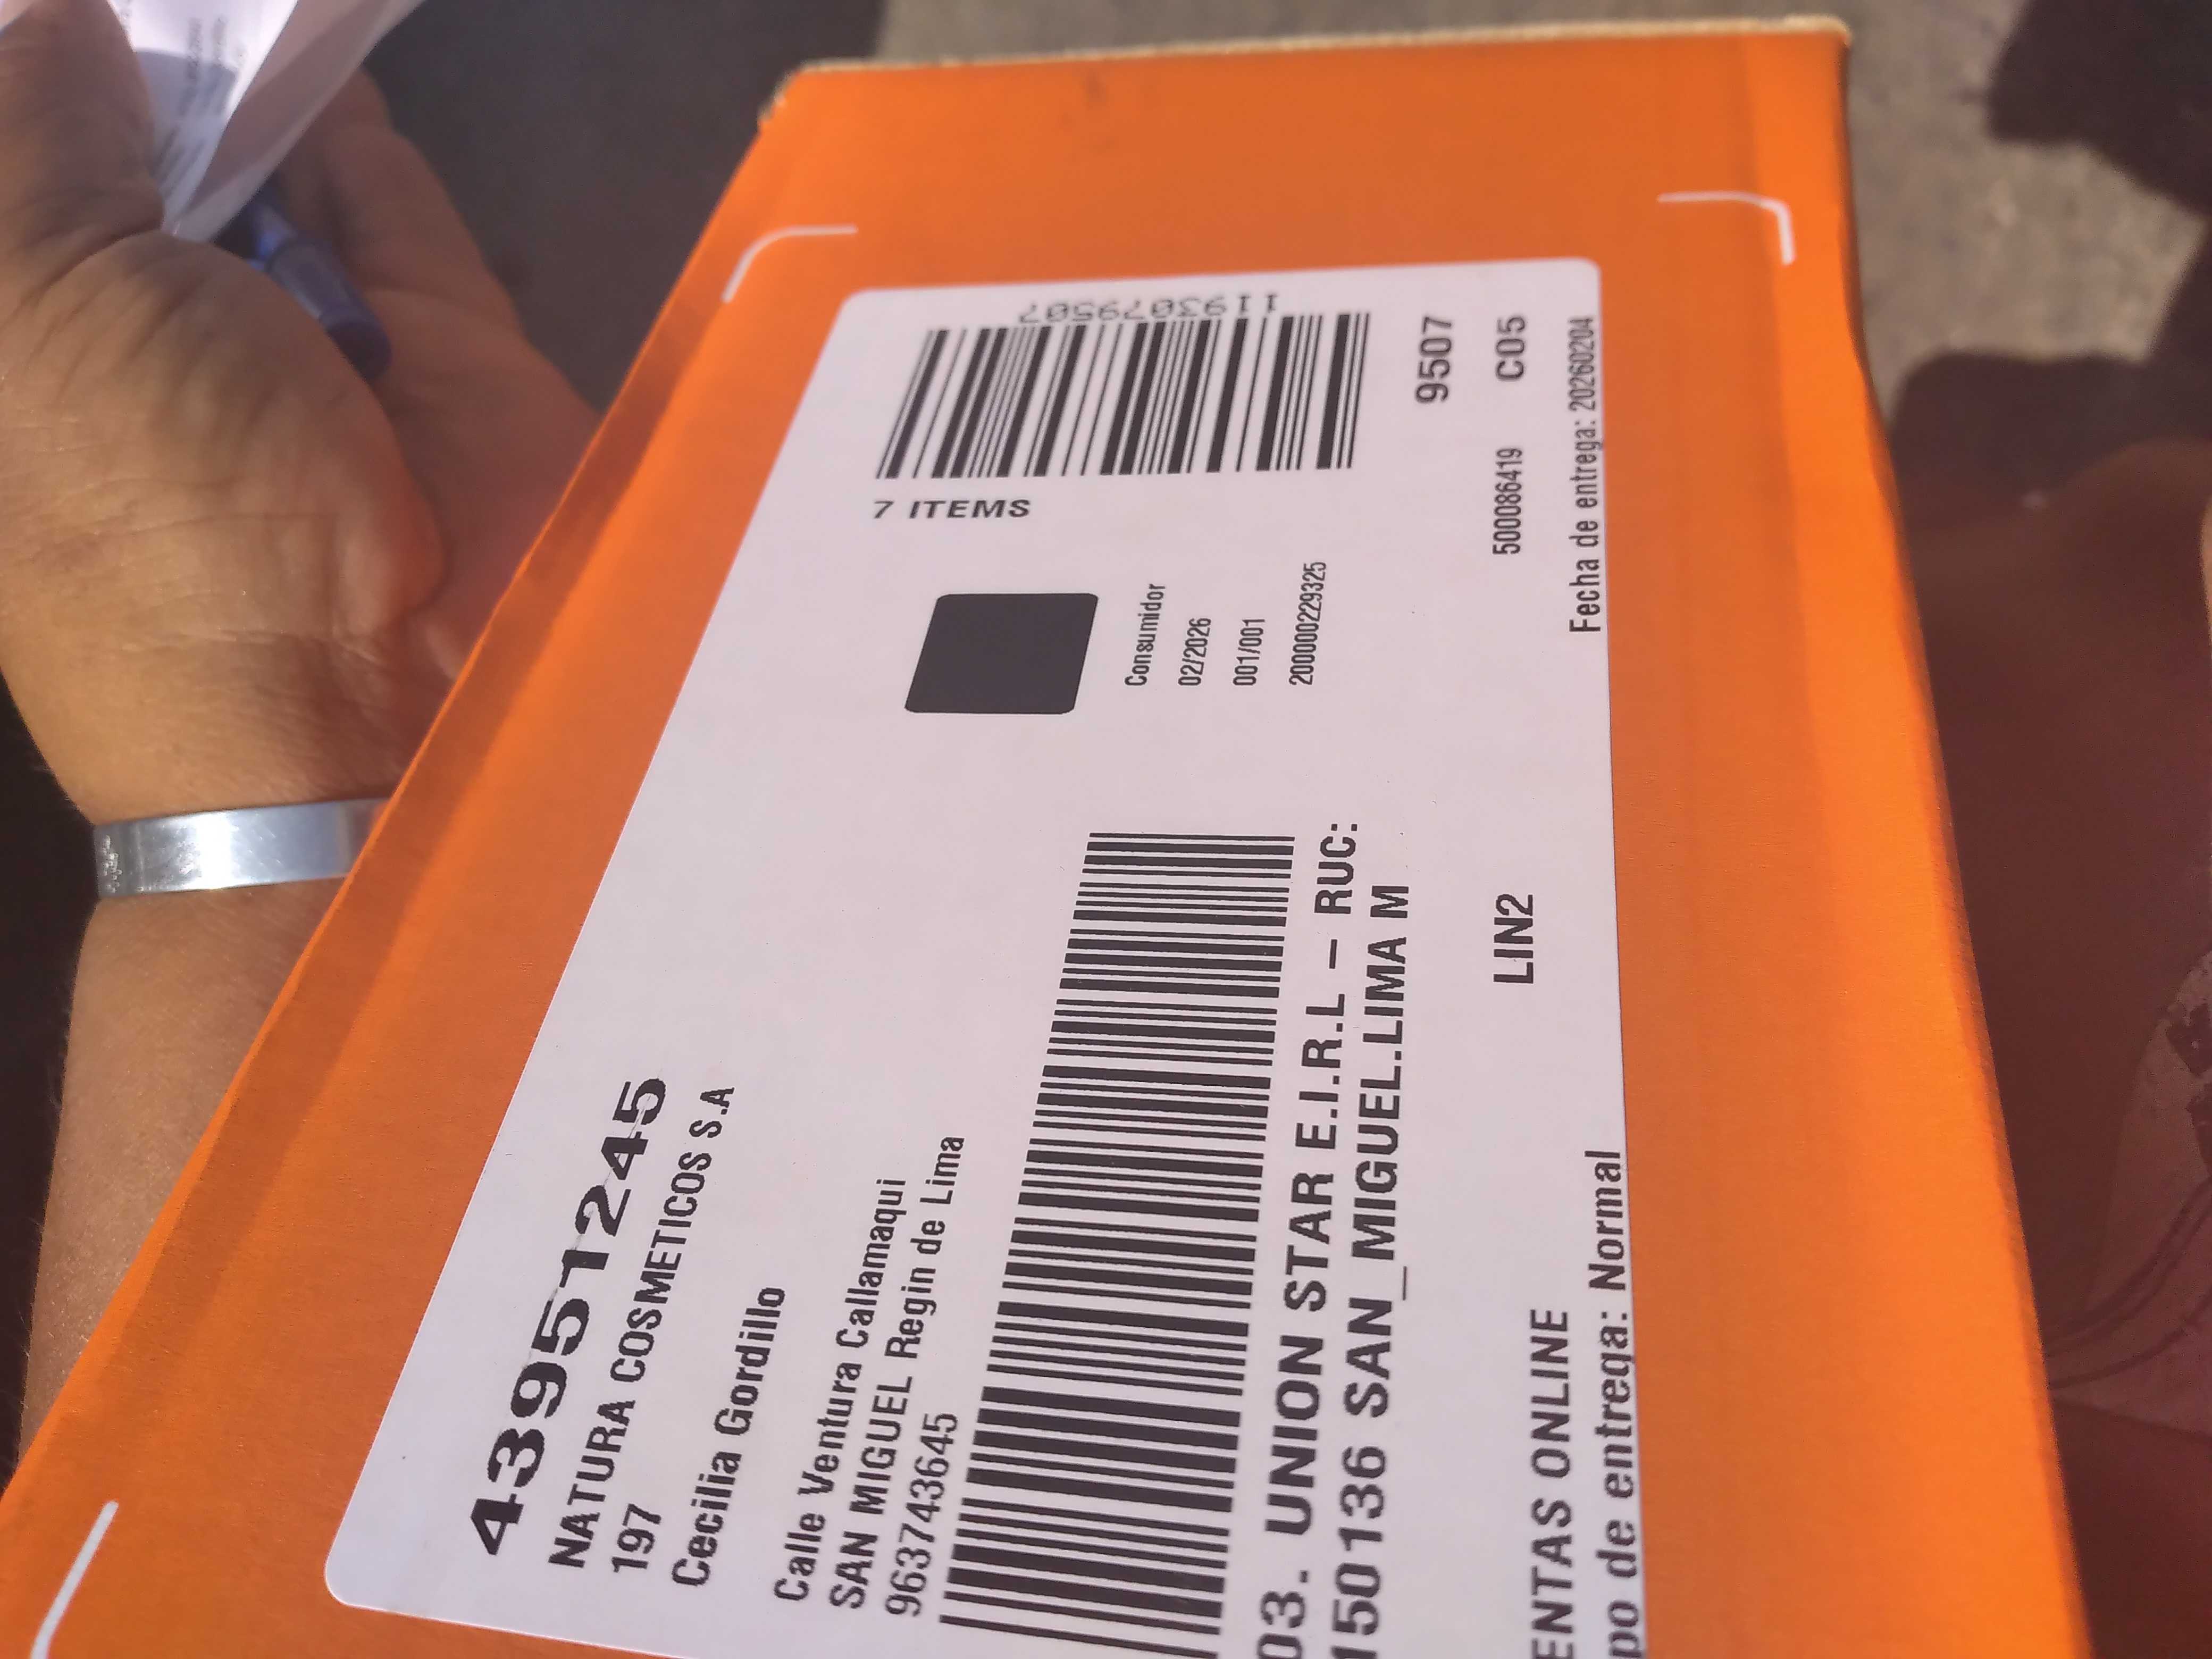 43951245
NATURA COSMETICOS S.A
197
Cecilia Gordillo
Calle Ventura Callamaqui
SAN MIGUEL Regin de Lima
963743645
1193079507
7 ITEMS
Consumidor
02/2026
001/001
200000229325
03. UNION STAR E.I.R.L – RUC:
150136 SAN_MIGUEL.LIMA M
9507
LIN2
500086419
C05
ENTAS ONLINE
po de entrega: Normal
Fecha de entrega: 20260204